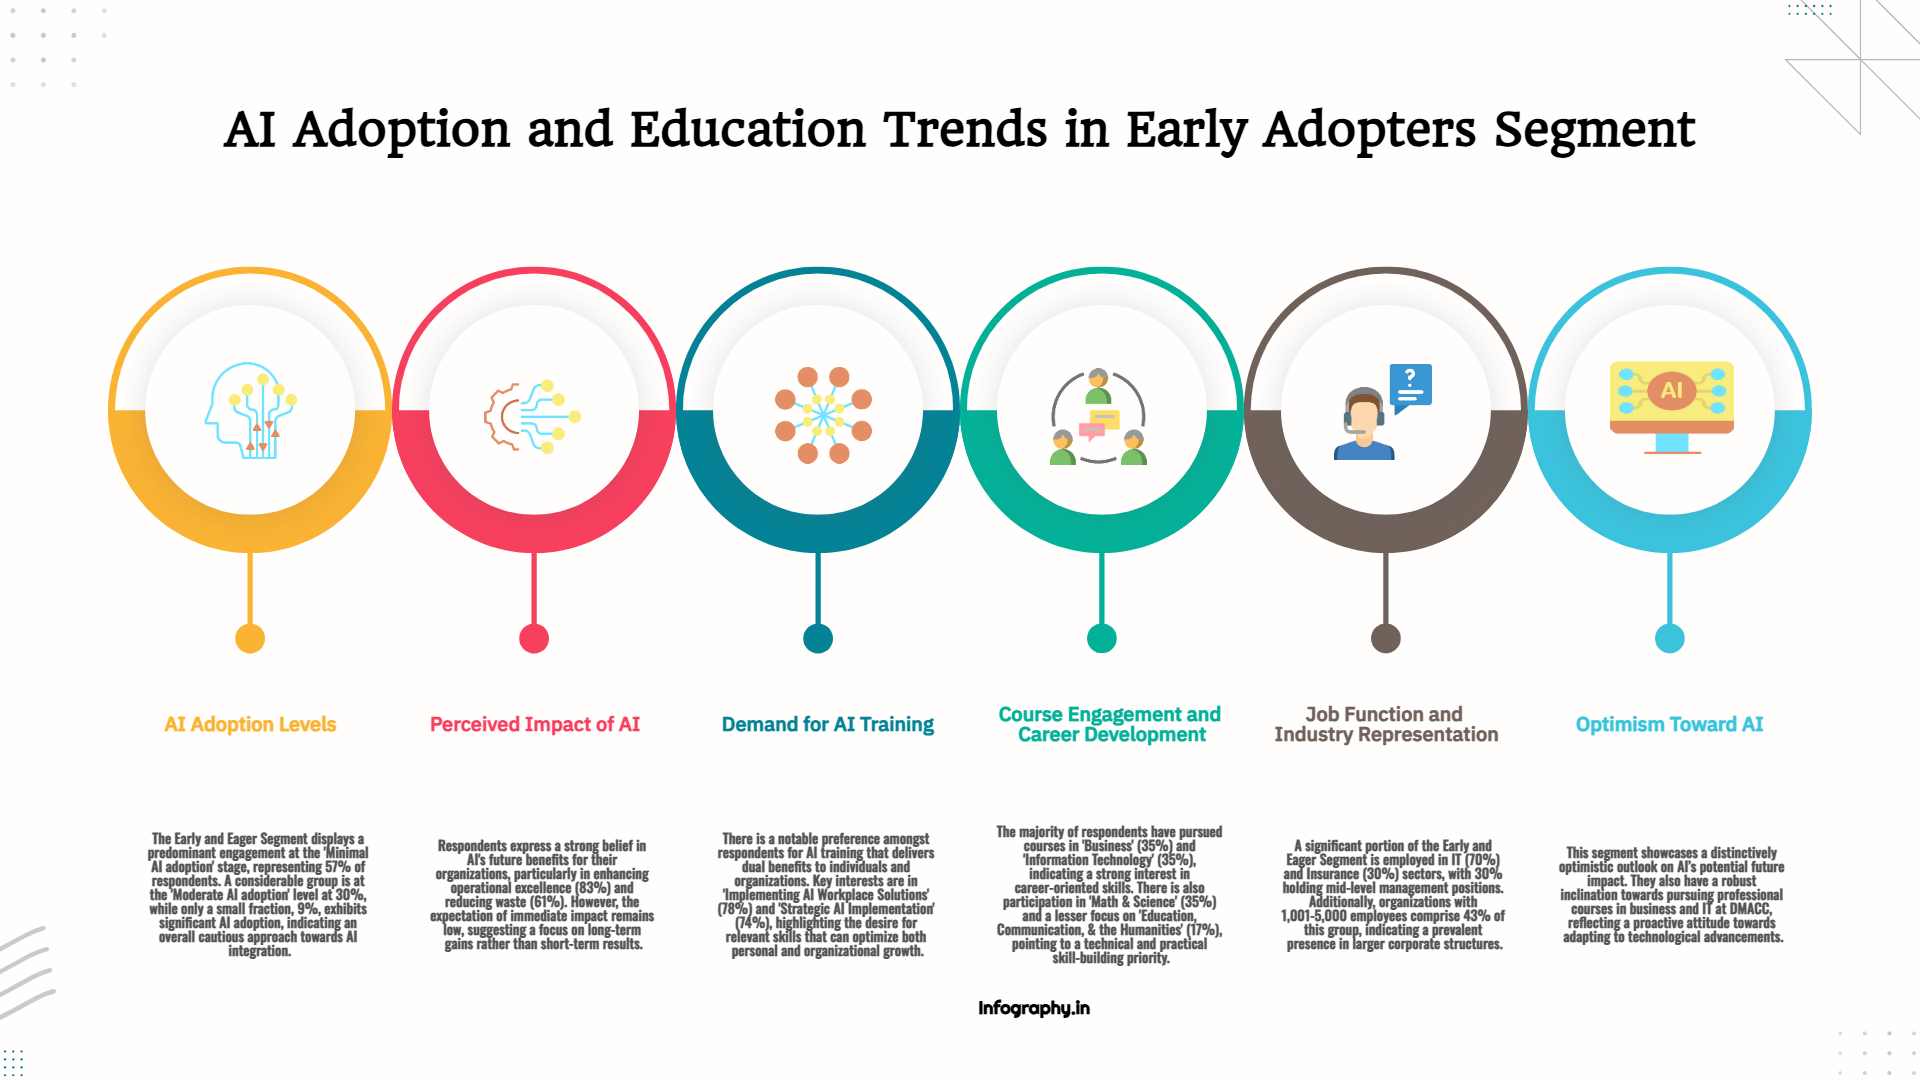 AI Adoption and Education Trends in Early Adopters Segment
?
AI
AI Adoption Levels
The Early and Eager Segment displays a
predominant engagement at the 'Minimal
AI adoption' stage, representing 57% of
respondents. A considerable group is at
the 'Moderate AI adoption' level at 30%,
while only a small fraction, 9%, exhibits
significant AI adoption, indicating an
overall cautious approach towards AI
integration.
Perceived Impact of AI
Respondents express a strong belief in
AI's future benefits for their
organizations, particularly in enhancing
operational excellence (83%) and
reducing waste (61%). However, the
expectation of immediate impact remains
low, suggesting a focus on long-term
gains rather than short-term results.
Demand for AI Training
There is a notable preference amongst
respondents for AI training that delivers
dual benefits to individuals and
organizations. Key interests are in
'Implementing AI Workplace Solutions'
(78%) and 'Strategic AI Implementation'
(74%), highlighting the desire for
relevant skills that can optimize both
personal and organizational growth.
Course Engagement and
Career Development
The majority of respondents have pursued
courses in 'Business' (35%) and
'Information Technology' (35%),
indicating a strong interest in
career-oriented skills. There is also
participation in 'Math & Science' (35%)
and a lesser focus on 'Education,
Communication, & the Humanities' (17%),
pointing to a technical and practical
skill-building priority.
Job Function and
Industry Representation
A significant portion of the Early and
Eager Segment is employed in IT (70%)
and Insurance (30%) sectors, with 30%
holding mid-level management positions.
Additionally, organizations with
1,001-5,000 employees comprise 43% of
this group, indicating a prevalent
presence in larger corporate structures.
Optimism Toward AI
This segment showcases a distinctively
optimistic outlook on AI's potential future
impact. They also have a robust
inclination towards pursuing professional
courses in business and IT at DMACC,
reflecting a proactive attitude towards
adapting to technological advancements.
Infography.in